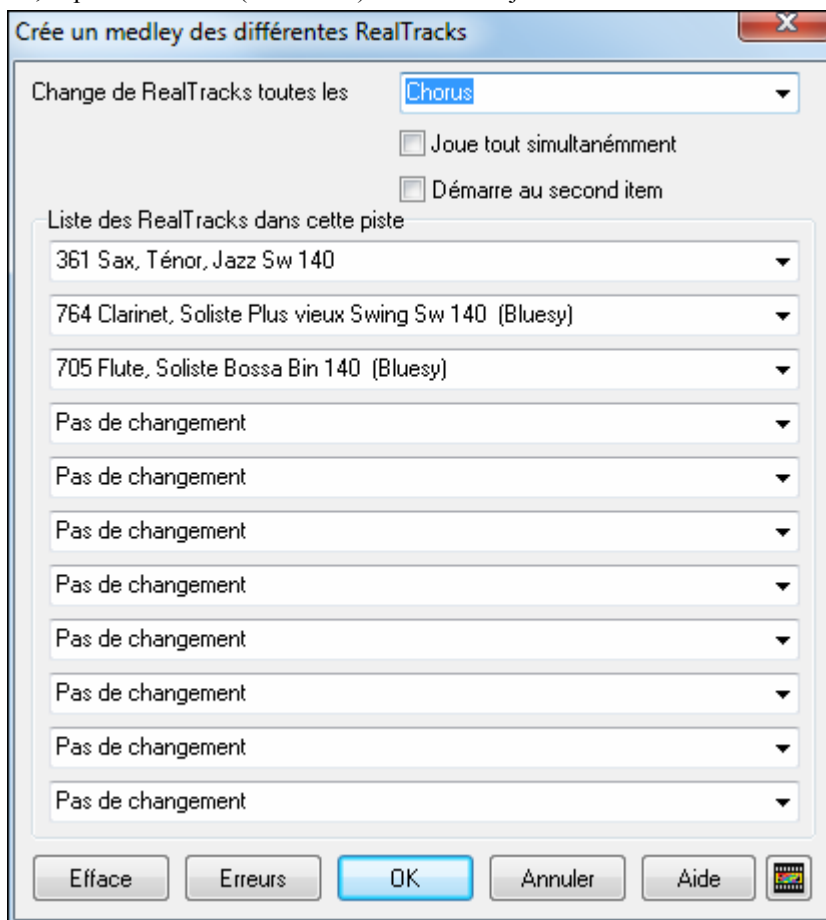 Crée un medley des différentes RealTracks
Change de RealTracks toutes les Chorus
Joue tout simultanémment
Démarre au second item
Liste des RealTracks dans cette piste
361 Sax, Ténor, Jazz Sw 140
764 Clarinet, Soliste Plus vieux Swing Sw 140 (Bluesy)
705 Flute, Soliste Bossa Bin 140 (Bluesy)
Pas de changement
Pas de changement
Pas de changement
Pas de changement
Pas de changement
Pas de changement
Pas de changement
Pas de changement
Efface Erreurs OK Annuler Aide